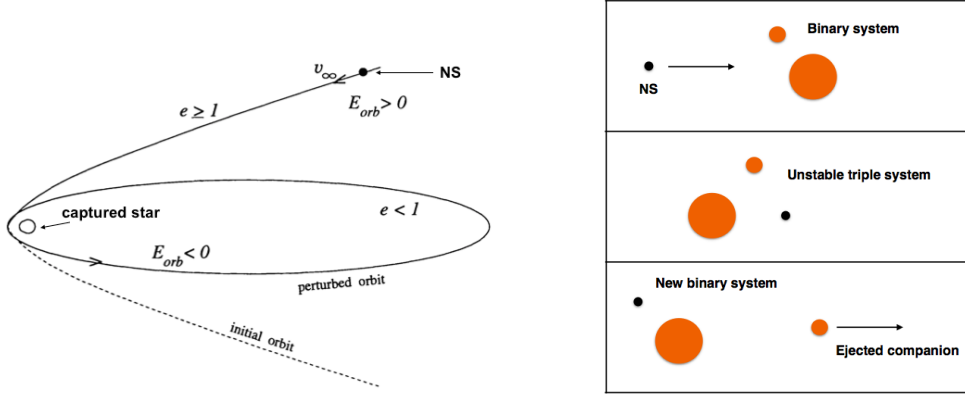 v∞
NS
E_orb > 0
e ≥ 1
captured star
e < 1
E_orb < 0
perturbed orbit
initial orbit
Binary system
NS
Unstable triple system
New binary system
Ejected companion